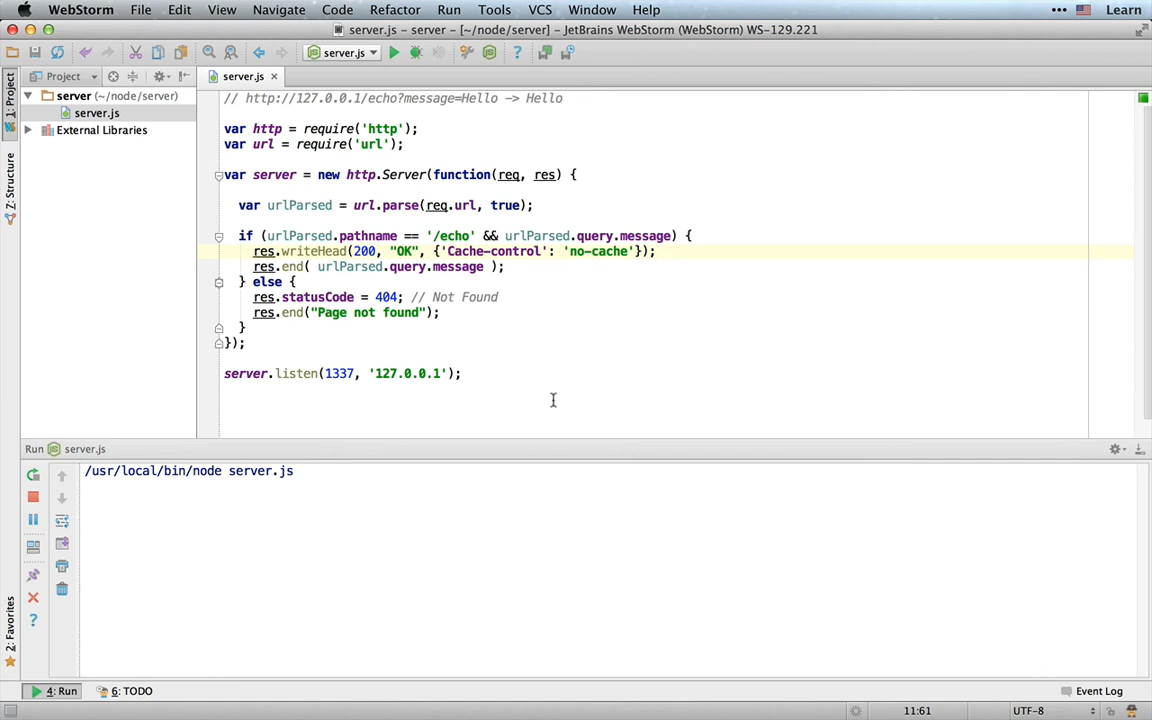 WebStorm File Edit View Navigate Code Refactor Run Tools VCS Window Help Learn
server.js – server – [~/node/server] – JetBrains WebStorm (WebStorm) WS-129.221
server.js
Project
server.js
server (~/node/server)
server.js
External Libraries
1: Project
7: Structure
2: Favorites
// http://127.0.0.1/echo?message=Hello -> Hello
var http = require('http');
var url = require('url');
var server = new http.Server(function(req, res) {
var urlParsed = url.parse(req.url, true);
if (urlParsed.pathname == '/echo' && urlParsed.query.message) {
res.writeHead(200, "OK", {'Cache-control': 'no-cache'});
res.end( urlParsed.query.message );
} else {
res.statusCode = 404; // Not Found
res.end("Page not found");
}
});
server.listen(1337, '127.0.0.1');
Run server.js
/usr/local/bin/node server.js
4: Run 6: TODO Event Log
11:61 UTF-8